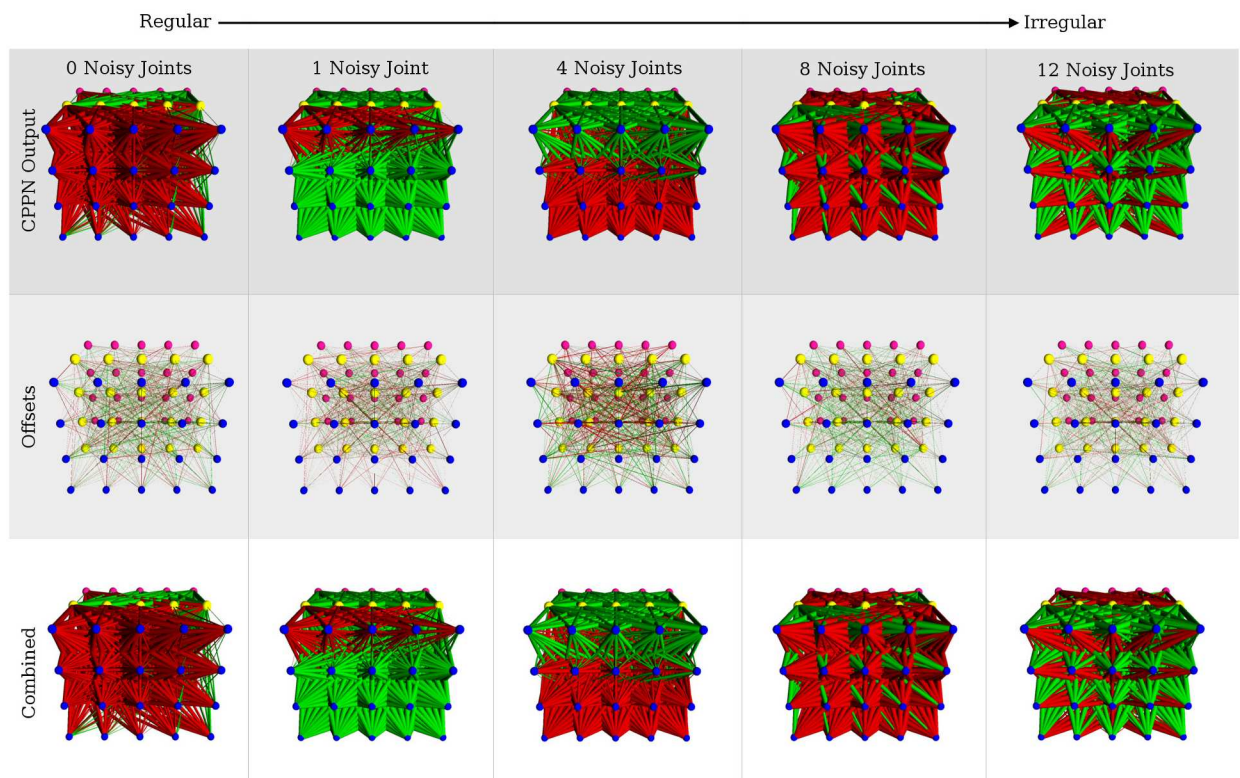 Regular
Irregular
0 Noisy Joints
1 Noisy Joint
4 Noisy Joints
8 Noisy Joints
12 Noisy Joints
CPPN Output
Offsets
Combined